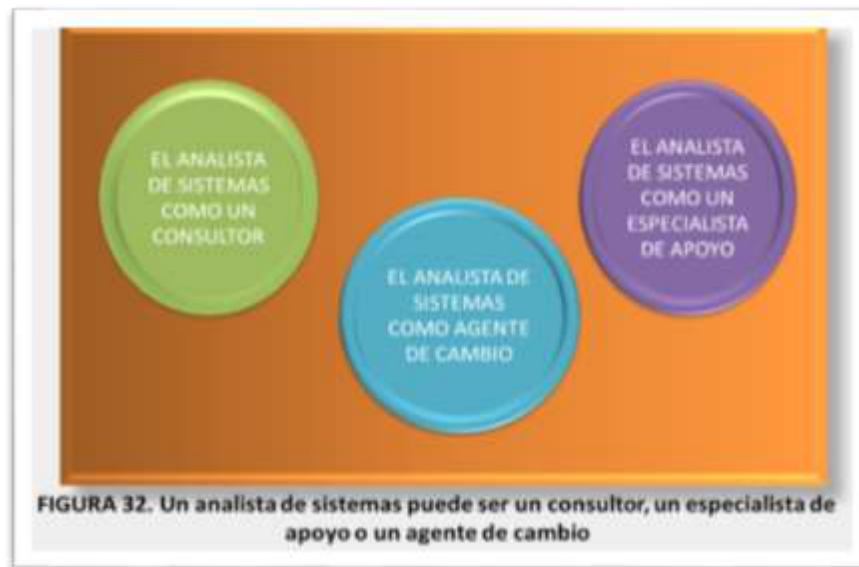 EL ANALISTA
DE SISTEMAS
COMO UN
CONSULTOR
EL ANALISTA DE
SISTEMAS
COMO AGENTE
DE CAMBIO
EL ANALISTA
DE SISTEMAS
COMO UN
ESPECIALISTA
DE APOYO
FIGURA 32. Un analista de sistemas puede ser un consultor, un especialista de
apoyo o un agente de cambio